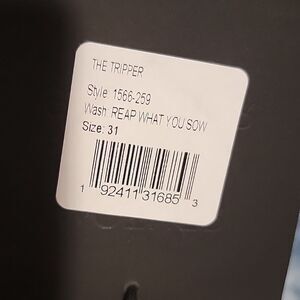 THE TRIPPER
Style: 1566-259
Wash: REAP WHAT YOU SOW
Size: 31
1 92411 31685 3